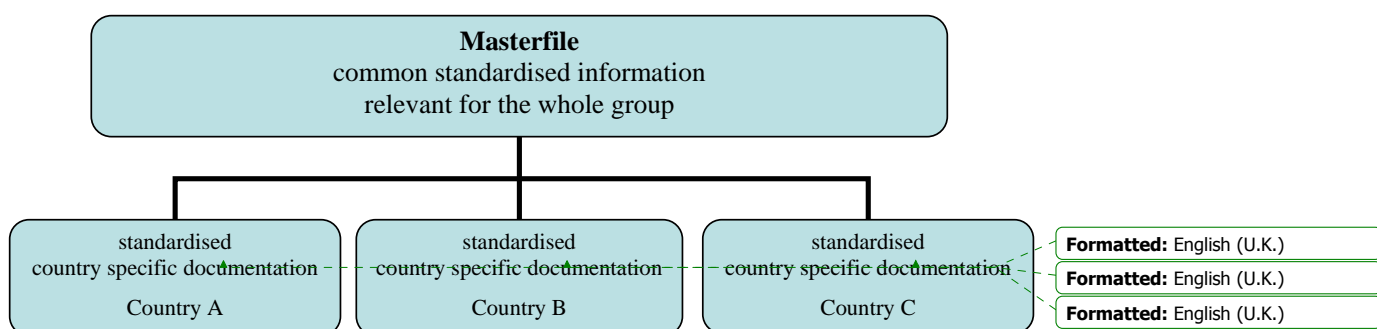 Masterfile
common standardised information
relevant for the whole group
standardised
country specific documentation
Country A
standardised
country specific documentation
Country B
standardised
country specific documentation
Country C
Formatted: English (U.K.)
Formatted: English (U.K.)
Formatted: English (U.K.)